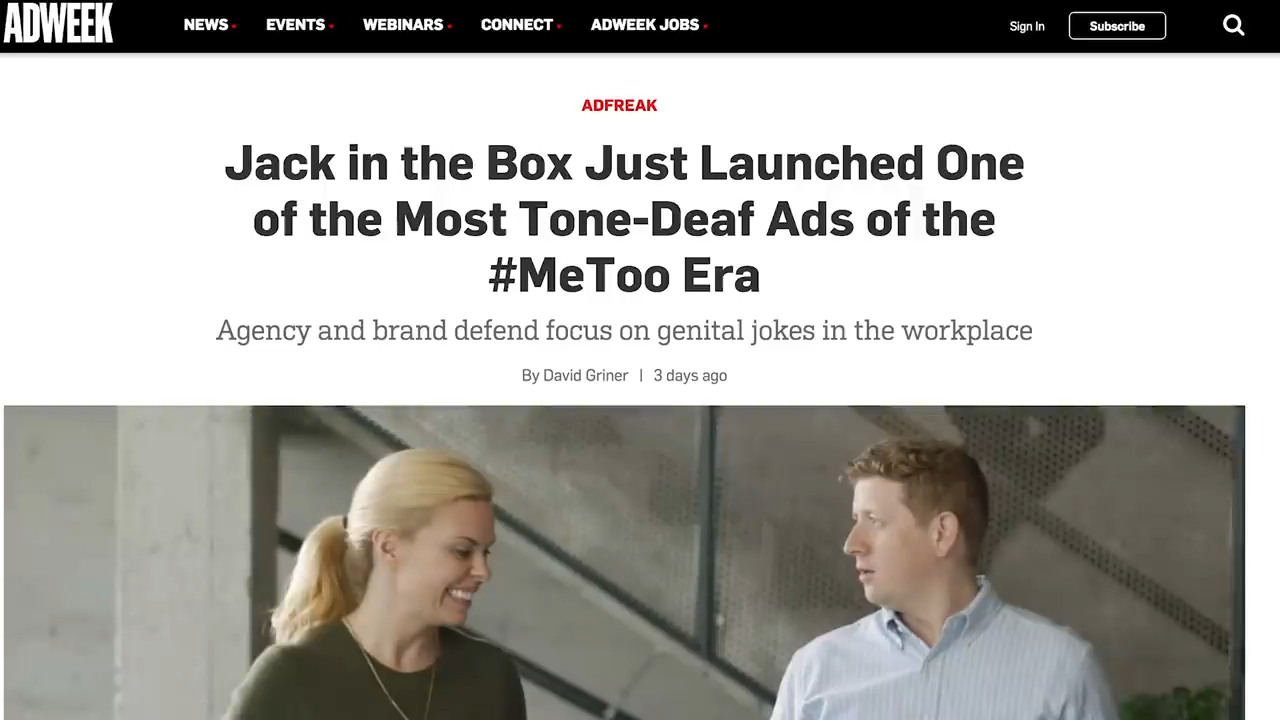 ADWEEK NEWS EVENTS WEBINARS CONNECT ADWEEK JOBS Sign In Subscribe
ADFREAK
Jack in the Box Just Launched One
of the Most Tone-Deaf Ads of the
#MeToo Era
Agency and brand defend focus on genital jokes in the workplace
By David Griner | 3 days ago